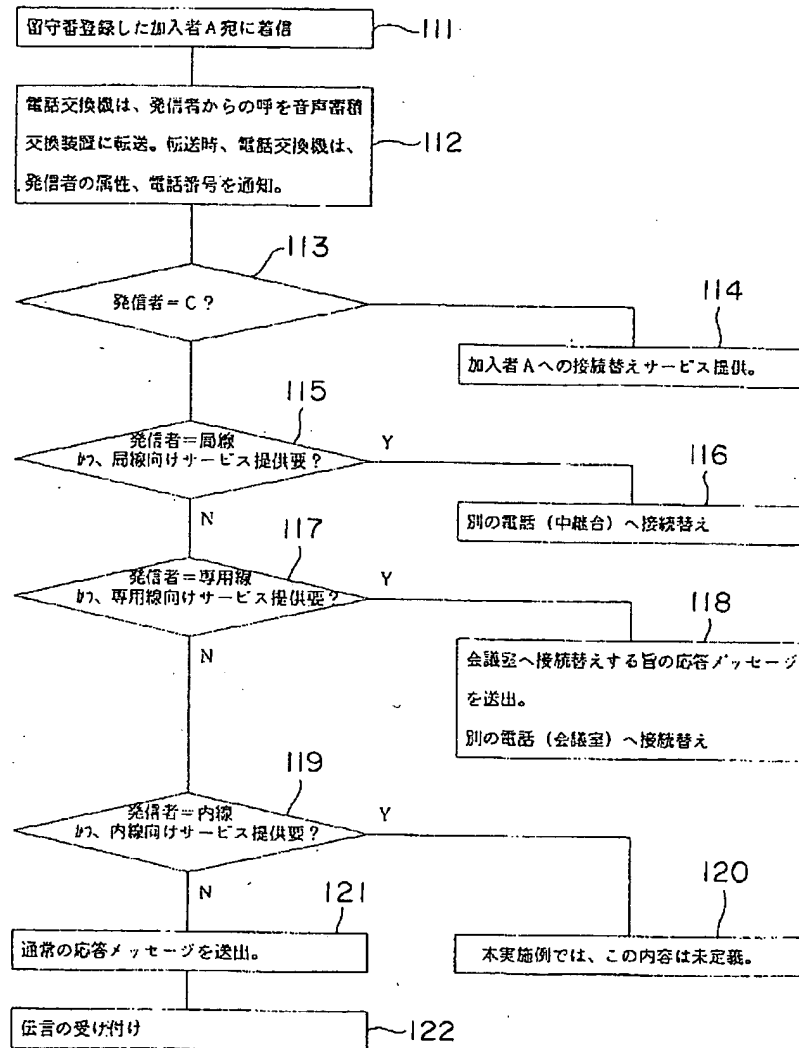 留守番登録した加入者A宛に着信
111
電話交換機は、発信者からの呼を音声蓄積
交換装置に転送。転送時、電話交換機は、
発信者の属性、電話番号を通知。
112
113
発信者=C?
114
加入者Aへの接続替えサービス提供。
115
発信者=局線
かつ、局線向けサービス提供要?
Y
116
別の電話(中継台)へ接続替え
N
117
発信者=専用線
かつ、専用線向けサービス提供要?
Y
118
会議室へ接続替えする旨の応答メッセージ
を送出。
別の電話(会議室)へ接続替え
N
119
発信者=内線
かつ、内線向けサービス提供要?
Y
120
本実施例では、この内容は未定義。
N
121
通常の応答メッセージを送出。
伝言の受け付け
122